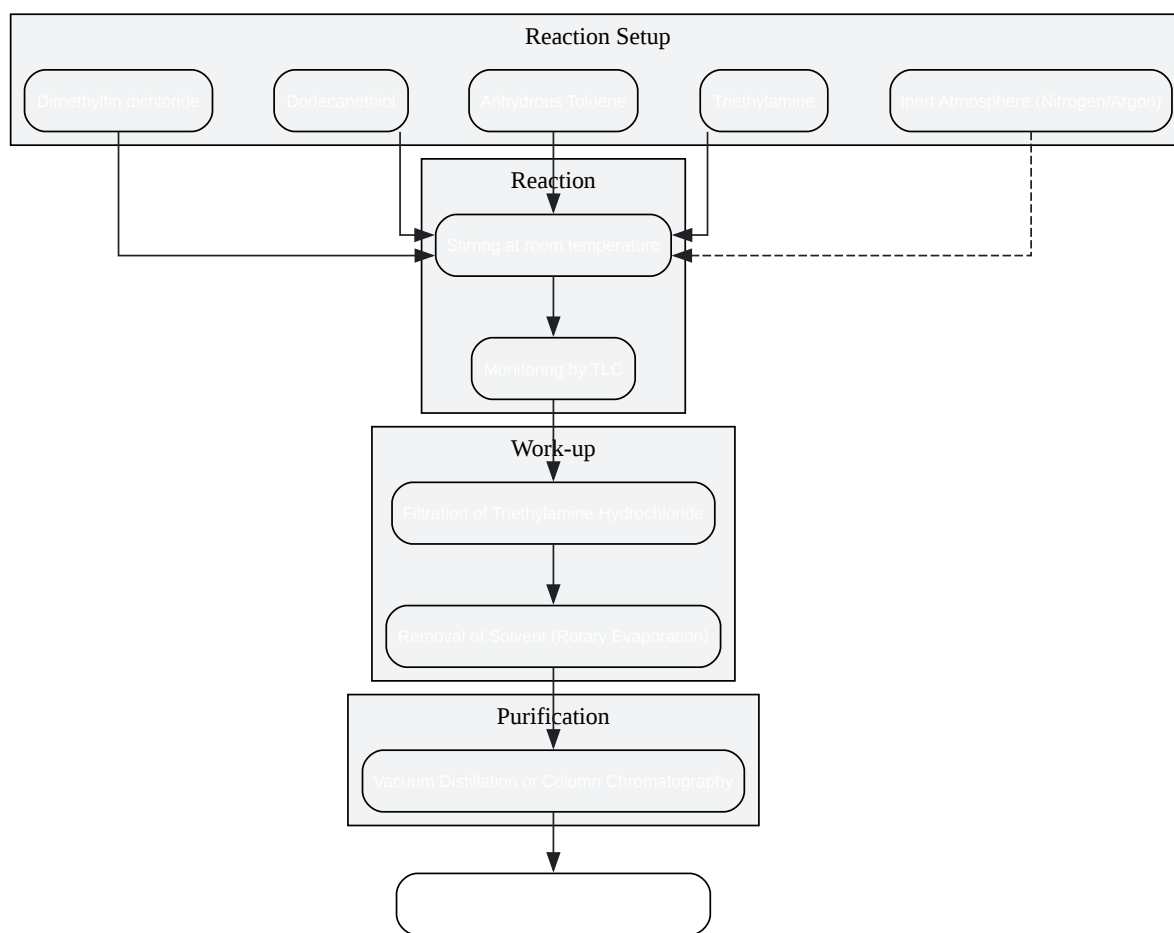 Reaction Setup
Dimethyltin dichloride
Dodecanethiol
Anhydrous Toluene
Triethylamine
Inert Atmosphere (Nitrogen/Argon)
Reaction
Stirring at room temperature
Monitoring by TLC
Work-up
Filtration of Triethylamine Hydrochloride
Removal of Solvent (Rotary Evaporation)
Purification
Vacuum Distillation or Column Chromatography